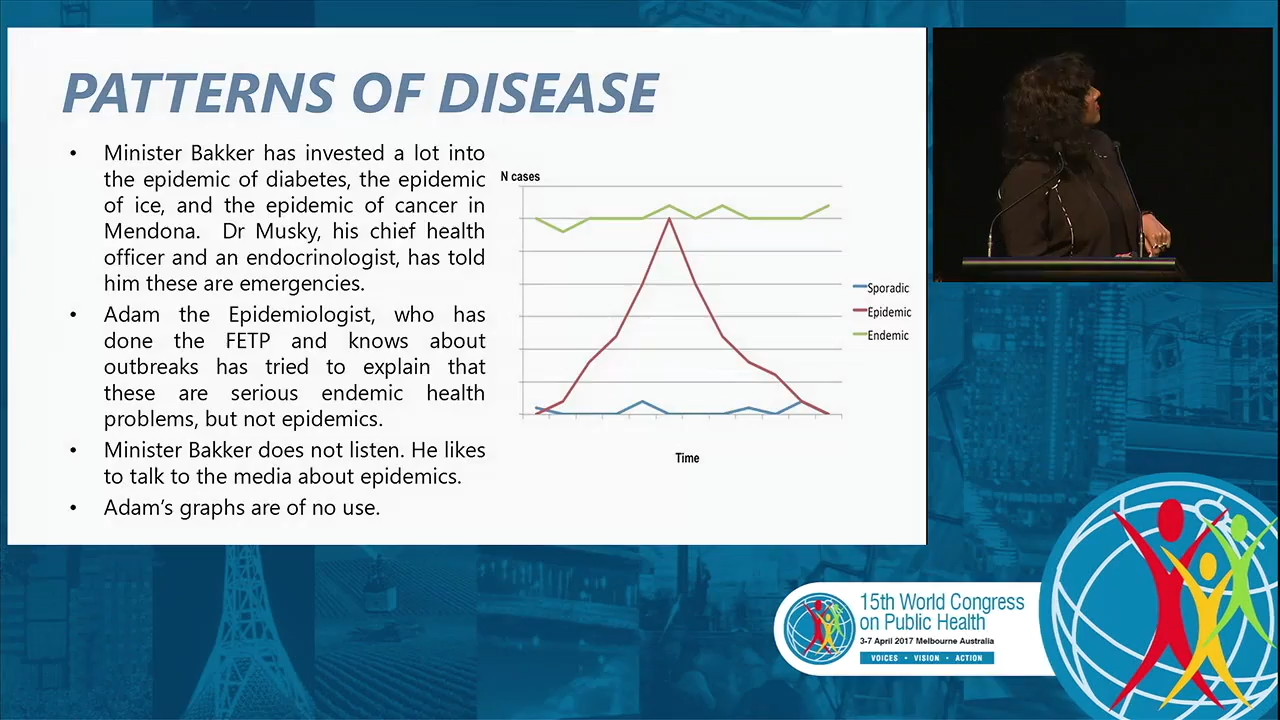 PATTERNS OF DISEASE
• Minister Bakker has invested a lot into
the epidemic of diabetes, the epidemic
of ice, and the epidemic of cancer in
Mendona. Dr Musky, his chief health
officer and an endocrinologist, has told
him these are emergencies.
• Adam the Epidemiologist, who has
done the FETP and knows about
outbreaks has tried to explain that
these are serious endemic health
problems, but not epidemics.
• Minister Bakker does not listen. He likes
to talk to the media about epidemics.
• Adam's graphs are of no use.
N cases
Sporadic
Epidemic
Endemic
Time
15th World Congress
on Public Health
3-7 April 2017 Melbourne Australia
VOICES • VISION • ACTION